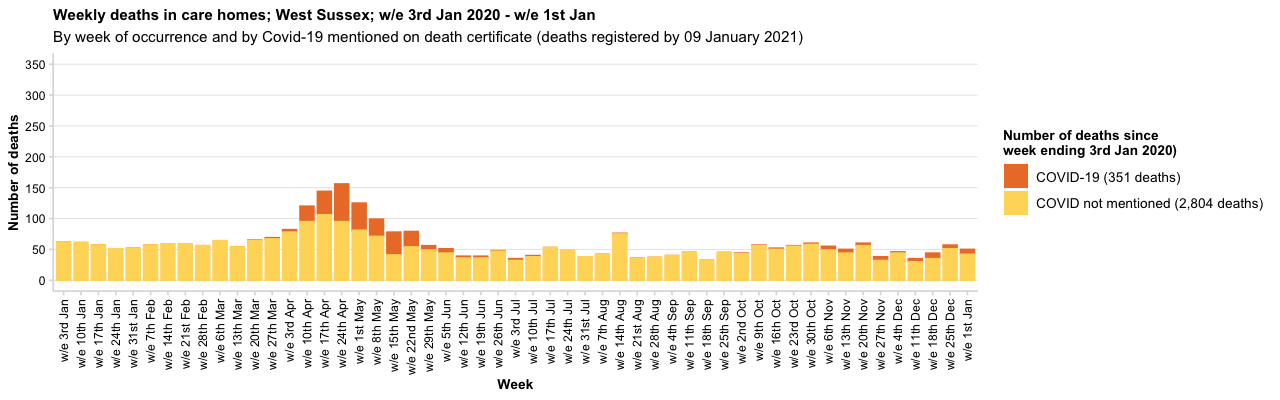 Weekly deaths in care homes; West Sussex; w/e 3rd Jan 2020 - w/e 1st Jan
By week of occurrence and by Covid-19 mentioned on death certificate (deaths registered by 09 January 2021)
Number of deaths
350
300
250
200
150
100
50
0
w/e 3rd Jan
w/e 10th Jan
w/e 17th Jan
w/e 24th Jan
w/e 31st Jan
w/e 7th Feb
w/e 14th Feb
w/e 21st Feb
w/e 28th Feb
w/e 6th Mar
w/e 13th Mar
w/e 20th Mar
w/e 27th Mar
w/e 3rd Apr
w/e 10th Apr
w/e 17th Apr
w/e 24th Apr
w/e 1st May
w/e 8th May
w/e 15th May
w/e 22nd May
w/e 29th May
w/e 5th Jun
w/e 12th Jun
w/e 19th Jun
w/e 26th Jun
w/e 3rd Jul
w/e 10th Jul
w/e 17th Jul
w/e 24th Jul
w/e 31st Jul
w/e 7th Aug
w/e 14th Aug
w/e 21st Aug
w/e 28th Aug
w/e 4th Sep
w/e 11th Sep
w/e 18th Sep
w/e 25th Sep
w/e 2nd Oct
w/e 9th Oct
w/e 16th Oct
w/e 23rd Oct
w/e 30th Oct
w/e 6th Nov
w/e 13th Nov
w/e 20th Nov
w/e 27th Nov
w/e 4th Dec
w/e 11th Dec
w/e 18th Dec
w/e 25th Dec
w/e 1st Jan
Week
Number of deaths since
week ending 3rd Jan 2020)
COVID-19 (351 deaths)
COVID not mentioned (2,804 deaths)